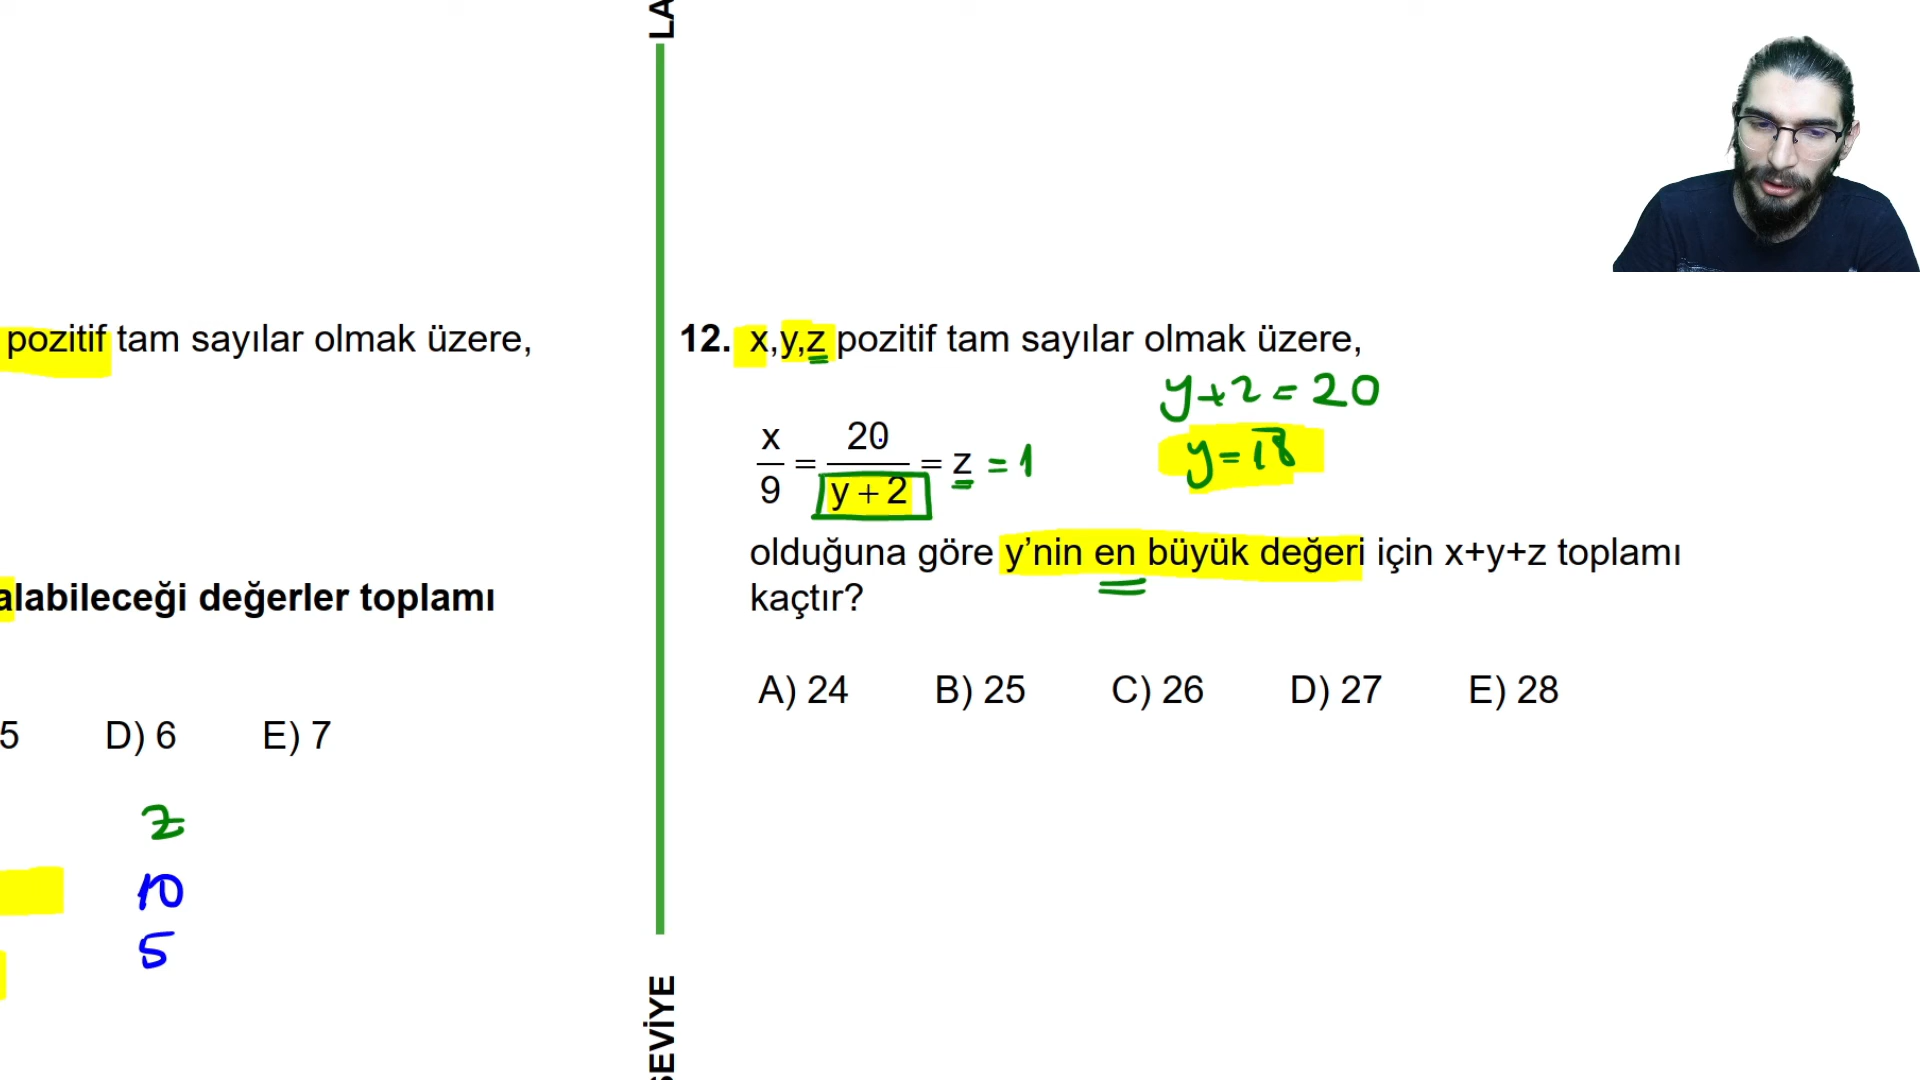 LA
pozitif tam sayılar olmak üzere,
alabileceği değerler toplamı
5 D) 6 E) 7
z
10
5
12. x,y,z pozitif tam sayılar olmak üzere,
y+2=20
y=18
x/9 = 20/(y+2) = z = 1
olduğuna göre y’nin en büyük değeri için x+y+z toplamı
kaçtır?
A) 24 B) 25 C) 26 D) 27 E) 28
SEVİYE